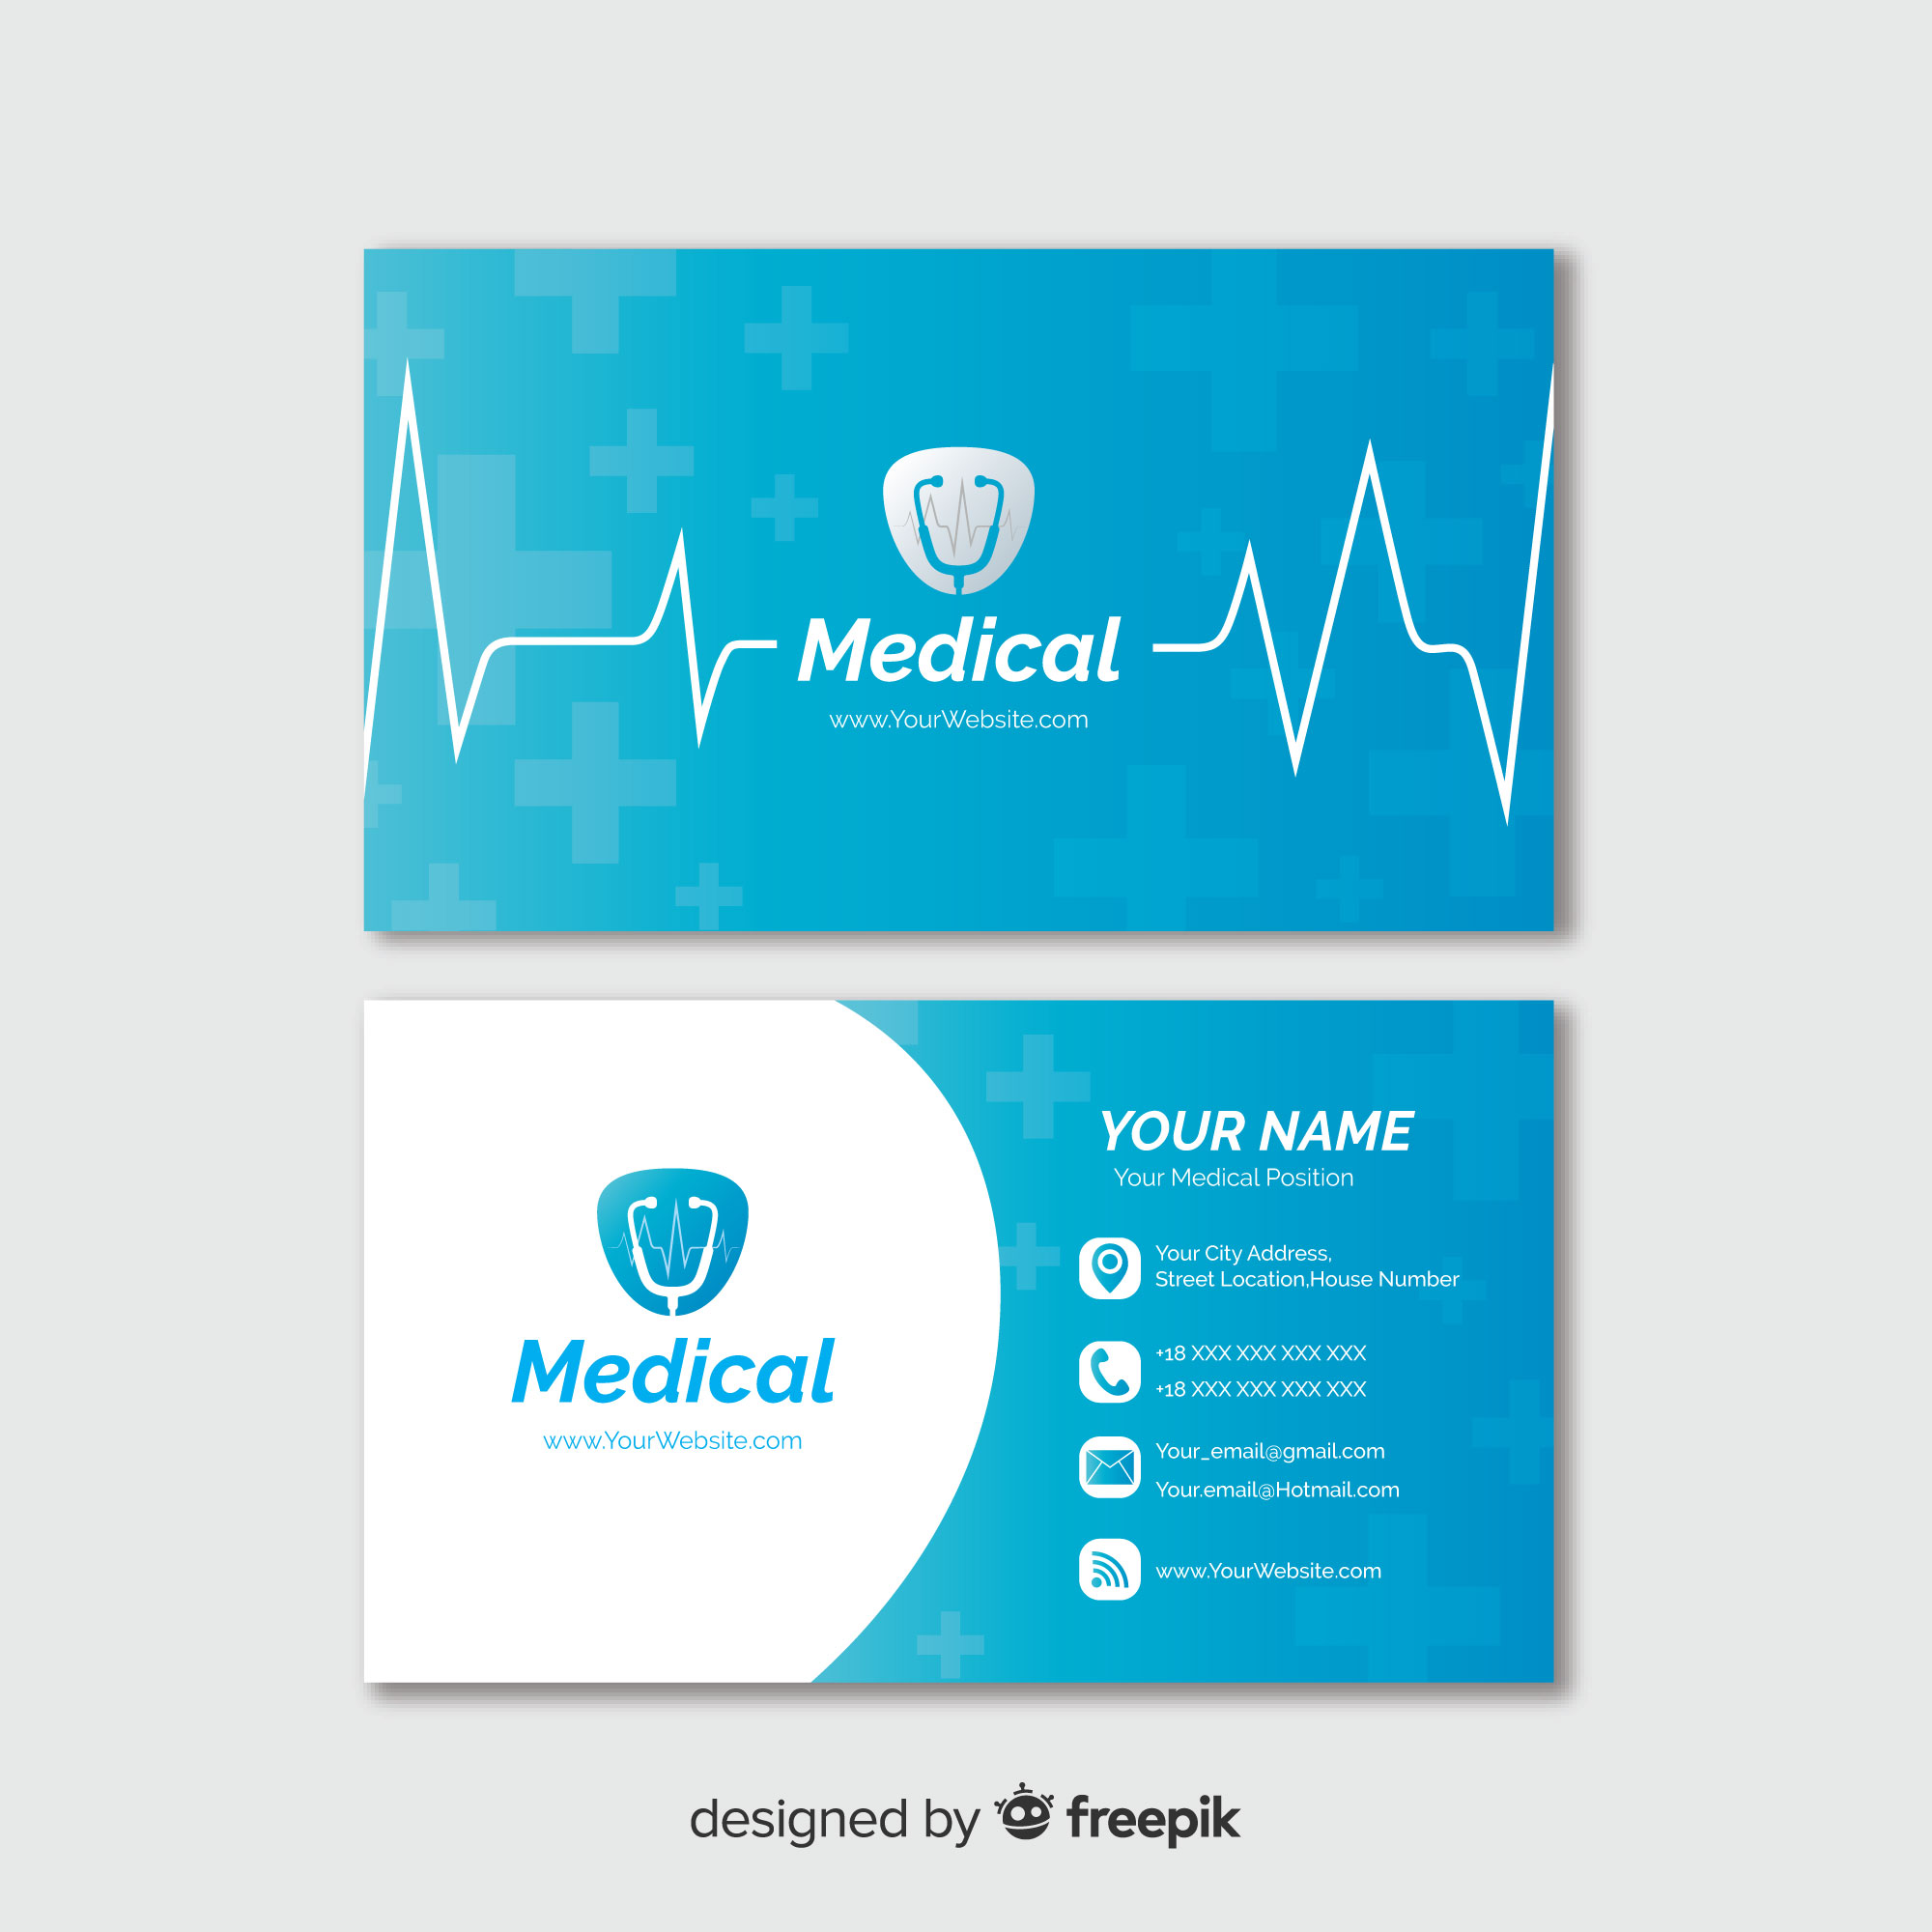 Medical
www.YourWebsite.com
YOUR NAME
Your Medical Position
Your City Address,
Street Location,House Number
+18 XXX XXX XXX XXX
+18 XXX XXX XXX XXX
Your_email@gmail.com
Your.email@Hotmail.com
www.YourWebsite.com
Medical
www.YourWebsite.com
designed by freepik